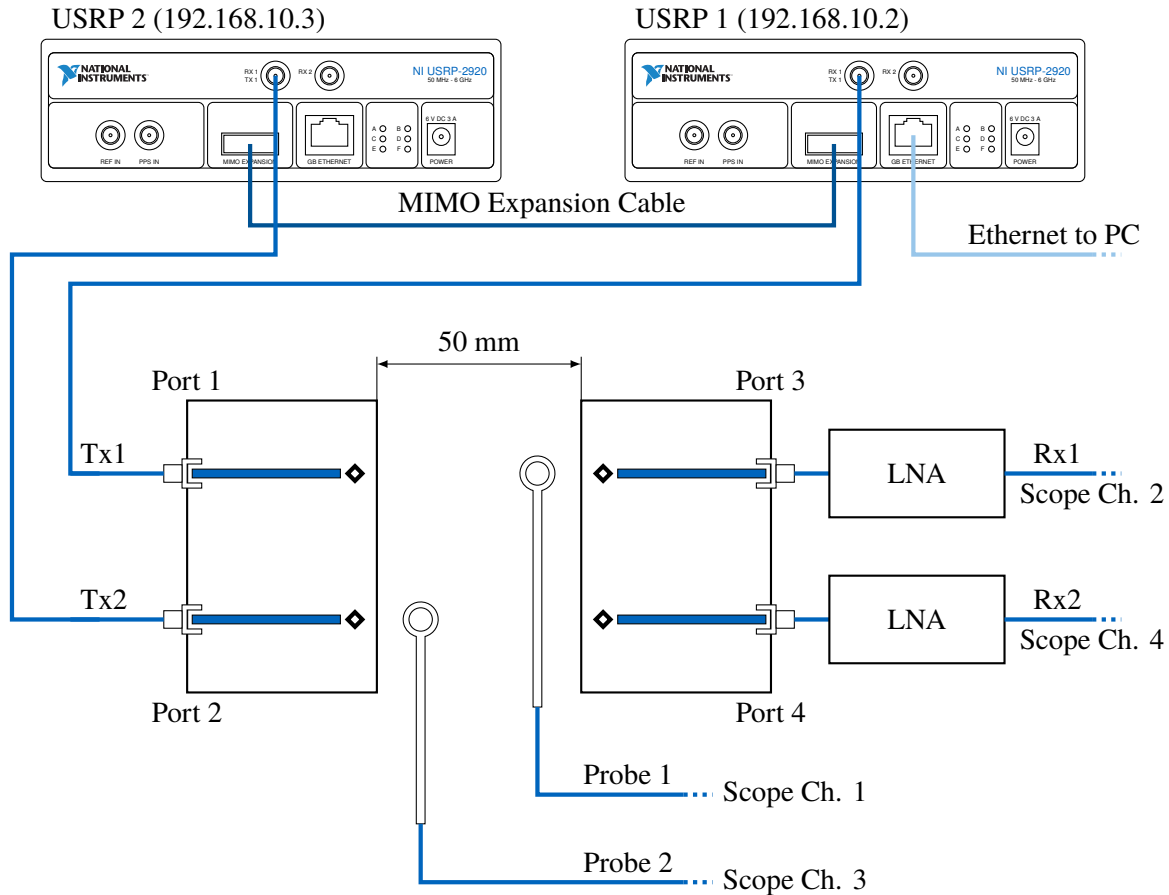 USRP 2 (192.168.10.3)
USRP 1 (192.168.10.2)
NATIONAL
INSTRUMENTS
RX 1
TX 1
RX 2
NI USRP-2920
50 MHz - 6 GHz
REF IN
PPS IN
MIMO EXPANSION
GB ETHERNET
A
B
C
D
E
F
6 V DC 3 A
POWER
NATIONAL
INSTRUMENTS
RX 1
TX 1
RX 2
NI USRP-2920
50 MHz - 6 GHz
REF IN
PPS IN
MIMO EXPANSION
GB ETHERNET
A
B
C
D
E
F
6 V DC 3 A
POWER
MIMO Expansion Cable
Ethernet to PC
50 mm
Port 1
Port 3
Tx1
LNA
Rx1
Scope Ch. 2
Tx2
LNA
Rx2
Scope Ch. 4
Port 2
Port 4
Probe 1
Scope Ch. 1
Probe 2
Scope Ch. 3